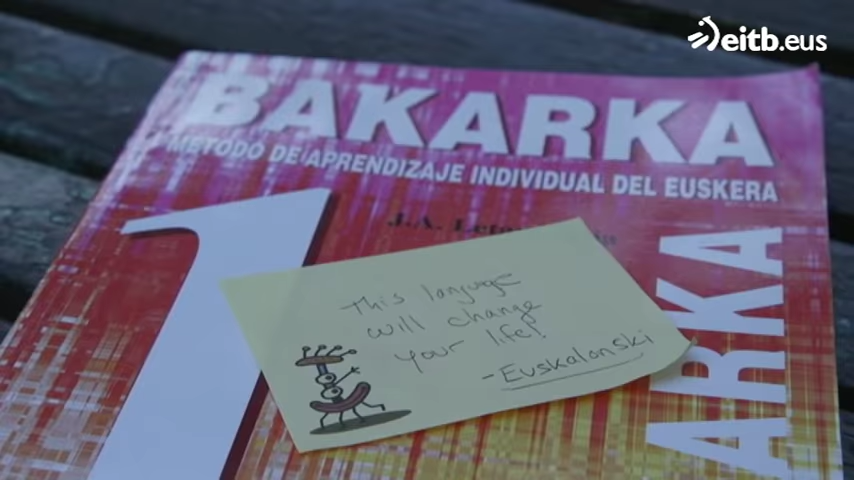 eitb.eus
BAKARKA
METODO DE APRENDIZAJE INDIVIDUAL DEL EUSKERA
1
J.A.
This language
will change
your life!
-Euskalonski
ARKA